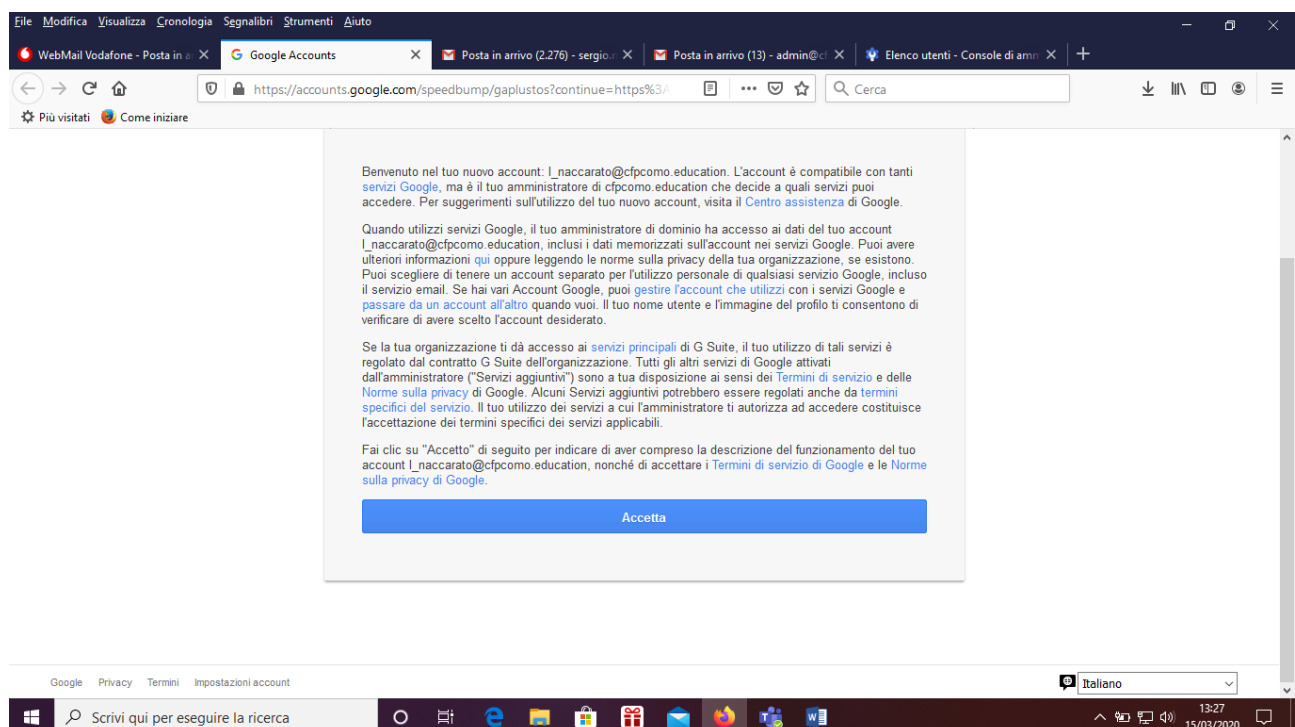 File Modifica Visualizza Cronologia Segnalibri Strumenti Aiuto
WebMail Vodafone - Posta in a
Google Accounts
Posta in arrivo (2.276) - sergio.
Posta in arrivo (13) - admin@c
Elenco utenti - Console di amm
https://accounts.google.com/speedbump/gaplustos?continue=https%3A
Cerca
Più visitati Come iniziare
Benvenuto nel tuo nuovo account: l_naccarato@cfpcomo.education. L'account è compatibile con tanti
servizi Google, ma è il tuo amministratore di cfpcomo.education che decide a quali servizi puoi
accedere. Per suggerimenti sull'utilizzo del tuo nuovo account, visita il Centro assistenza di Google.
Quando utilizzi servizi Google, il tuo amministratore di dominio ha accesso ai dati del tuo account
l_naccarato@cfpcomo.education, inclusi i dati memorizzati sull'account nei servizi Google. Puoi avere
ulteriori informazioni qui oppure leggendo le norme sulla privacy della tua organizzazione, se esistono.
Puoi scegliere di tenere un account separato per l'utilizzo personale di qualsiasi servizio Google, incluso
il servizio email. Se hai vari Account Google, puoi gestire l'account che utilizzi con i servizi Google e
passare da un account all'altro quando vuoi. Il tuo nome utente e l'immagine del profilo ti consentono di
verificare di avere scelto l'account desiderato.
Se la tua organizzazione ti dà accesso ai servizi principali di G Suite, il tuo utilizzo di tali servizi è
regolato dal contratto G Suite dell'organizzazione. Tutti gli altri servizi di Google attivati
dall'amministratore ("Servizi aggiuntivi") sono a tua disposizione ai sensi dei Termini di servizio e delle
Norme sulla privacy di Google. Alcuni Servizi aggiuntivi potrebbero essere regolati anche da termini
specifici del servizio. Il tuo utilizzo dei servizi a cui l'amministratore ti autorizza ad accedere costituisce
l'accettazione dei termini specifici dei servizi applicabili.
Fai clic su "Accetto" di seguito per indicare di aver compreso la descrizione del funzionamento del tuo
account l_naccarato@cfpcomo.education, nonché di accettare i Termini di servizio di Google e le Norme
sulla privacy di Google.
Accetta
Google Privacy Termini Impostazioni account
Italiano
Scrivi qui per eseguire la ricerca
13:27
15/03/2020